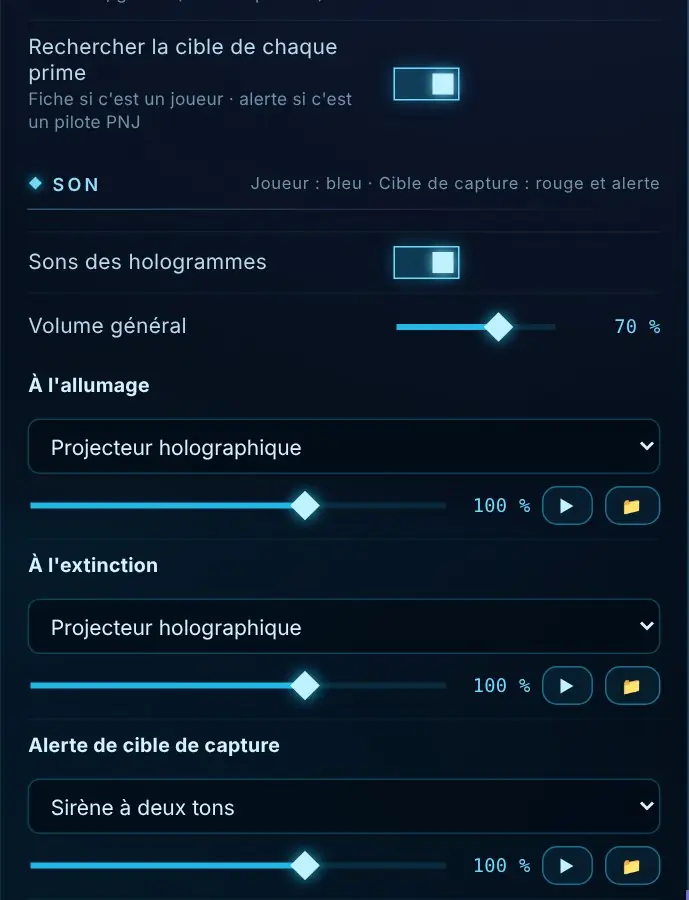 Rechercher la cible de chaque
prime
Fiche si c'est un joueur · alerte si c'est
un pilote PNJ
SON
Joueur : bleu · Cible de capture : rouge et alerte
Sons des hologrammes
Volume général
70 %
À l'allumage
Projecteur holographique
100 %
À l'extinction
Projecteur holographique
100 %
Alerte de cible de capture
Sirène à deux tons
100 %